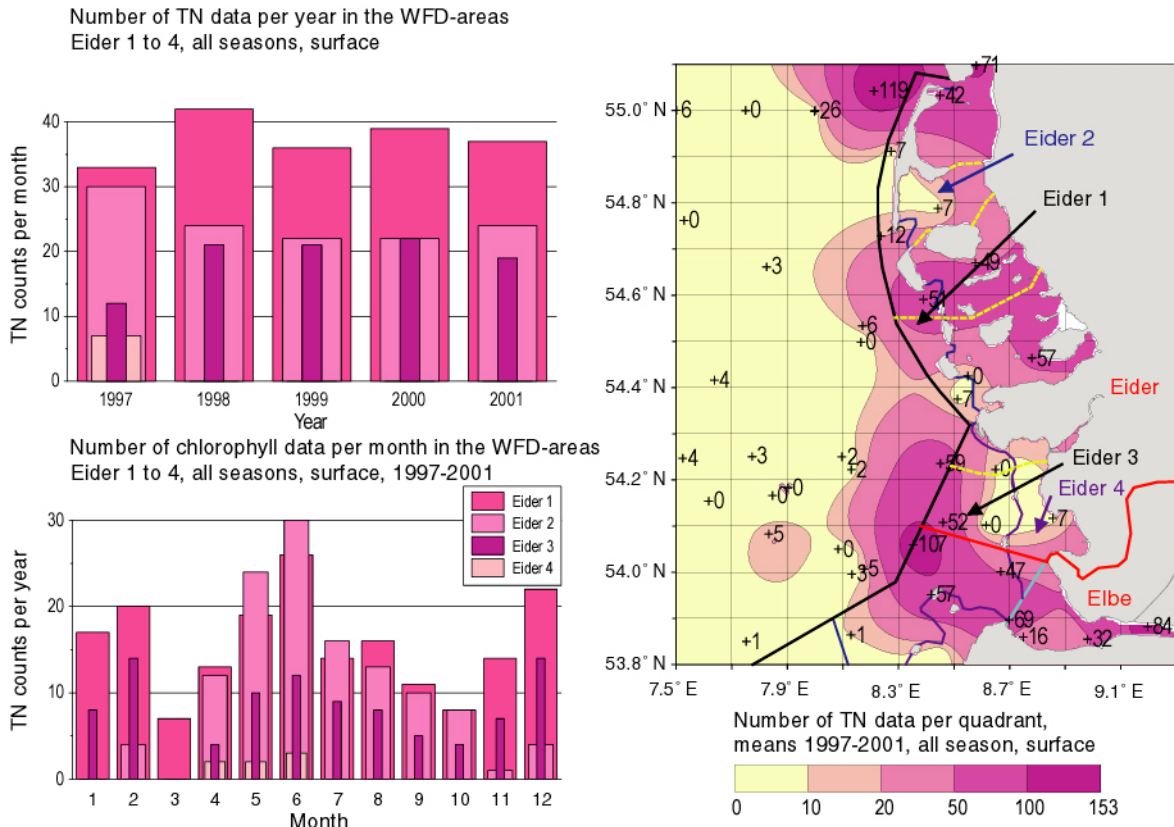 Number of TN data per year in the WFD-areas
Eider 1 to 4, all seasons, surface
TN counts per month
40
30
20
10
0
1997 1998 1999 2000 2001
Year
Number of chlorophyll data per month in the WFD-areas
Eider 1 to 4, all seasons, surface, 1997-2001
Eider 1
Eider 2
Eider 3
Eider 4
TN counts per year
30
20
10
0
1 2 3 4 5 6 7 8 9 10 11 12
Month
+71
55.0° N
+6 +0 +26 +119 +42
+7
Eider 2
54.8° N
+0 +7
Eider 1
+12
+3 +49
54.6° N
+51
+6
+0
+57
54.4° N
+4 +0
+7
Eider
+4 +3 +2 +59
+2 +0
Eider 3
54.2° N
+0 +0 +0
Eider 4
+5 +52 +0 +7
+0 +107
54.0° N
+3 +5 +47
Elbe
+57
+69
+1 +1 +16 +32 +84
53.8° N
7.5° E 7.9° E 8.3° E 8.7° E 9.1° E
Number of TN data per quadrant,
means 1997-2001, all season, surface
0 10 20 50 100 153